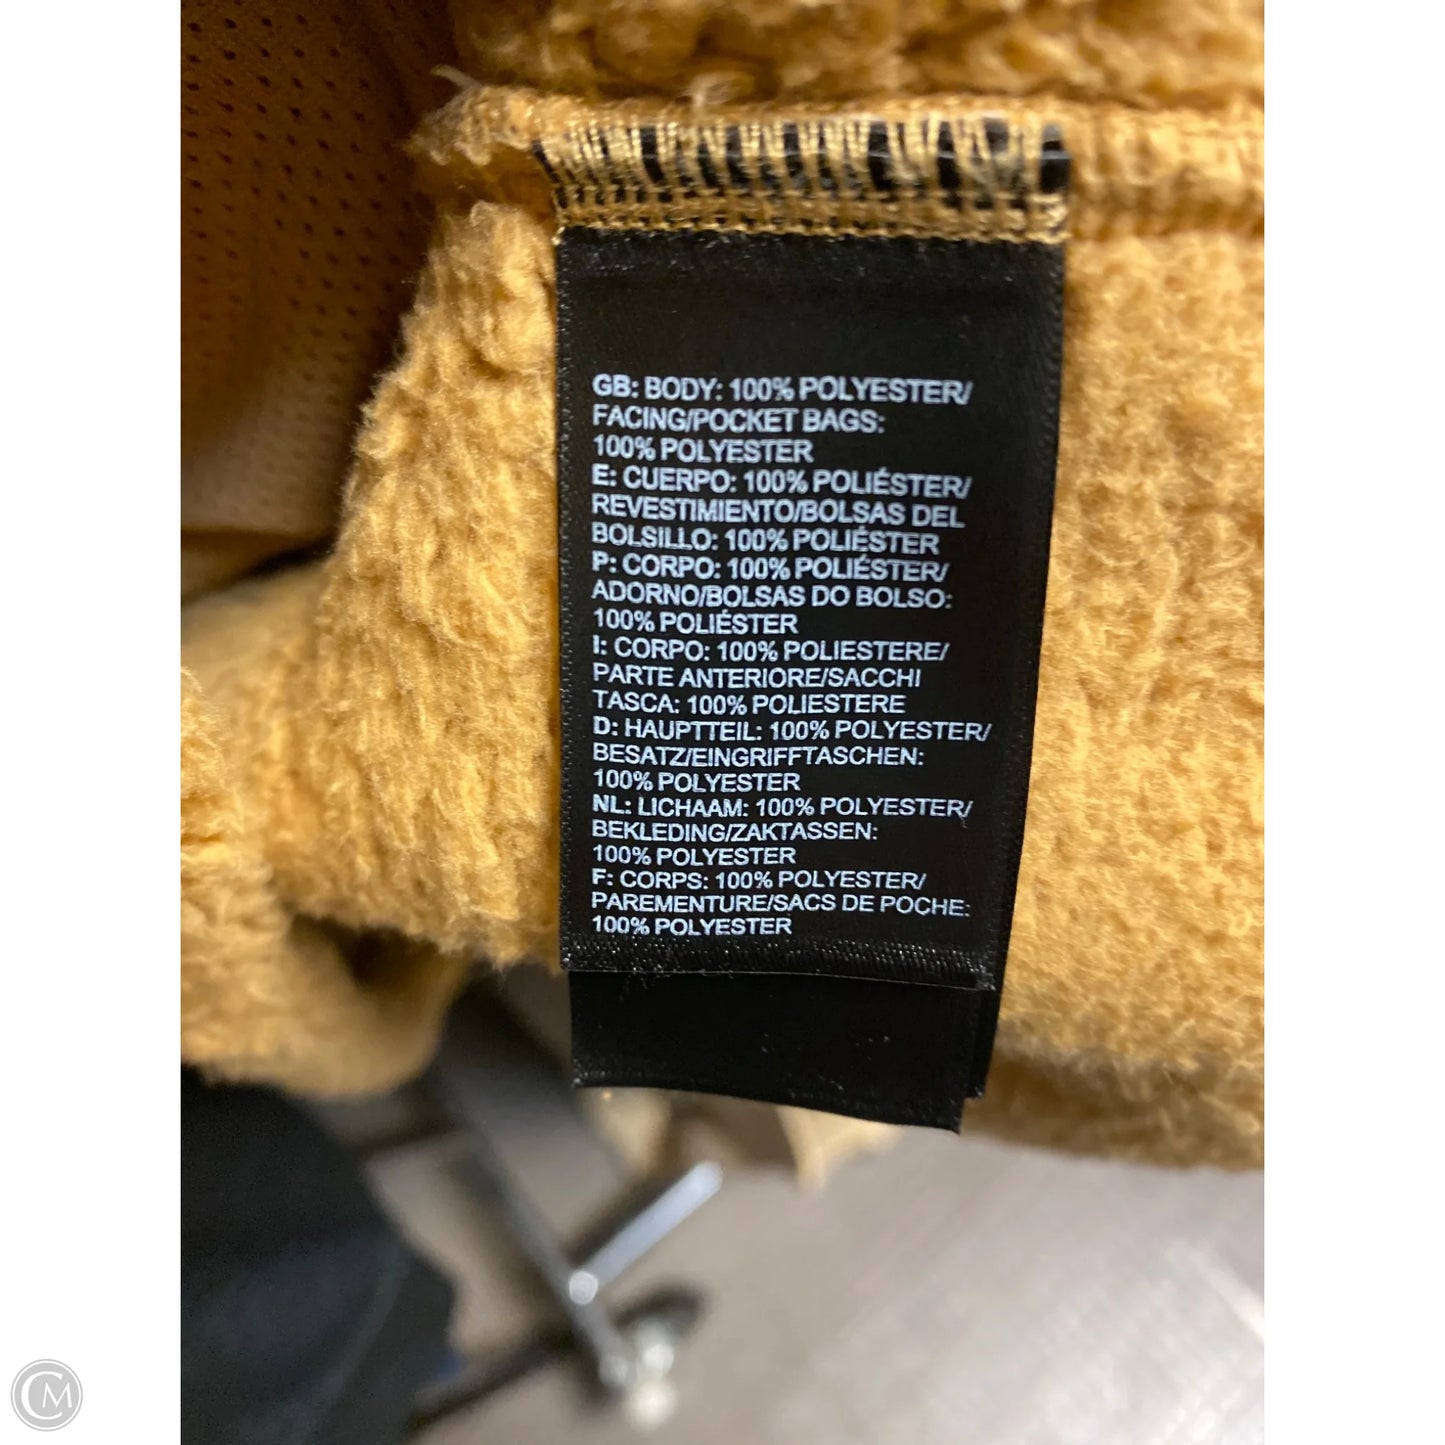 GB: BODY: 100% POLYESTER/
FACING/POCKET BAGS:
100% POLYESTER
E: CUERPO: 100% POLIÉSTER/
REVESTIMIENTO/BOLSAS DEL
BOLSILLO: 100% POLIÉSTER
P: CORPO: 100% POLIÉSTER/
ADORNO/BOLSAS DO BOLSO:
100% POLIÉSTER
I: CORPO: 100% POLIESTERE/
PARTE ANTERIORE/SACCHI
TASCA: 100% POLIESTERE
D: HAUPTTEIL: 100% POLYESTER/
BESATZ/EINGRIFFTASCHEN:
100% POLYESTER
NL: LICHAAM: 100% POLYESTER/
BEKLEDING/ZAKTASSEN:
100% POLYESTER
F: CORPS: 100% POLYESTER/
PAREMENTURE/SACS DE POCHE:
100% POLYESTER
CM